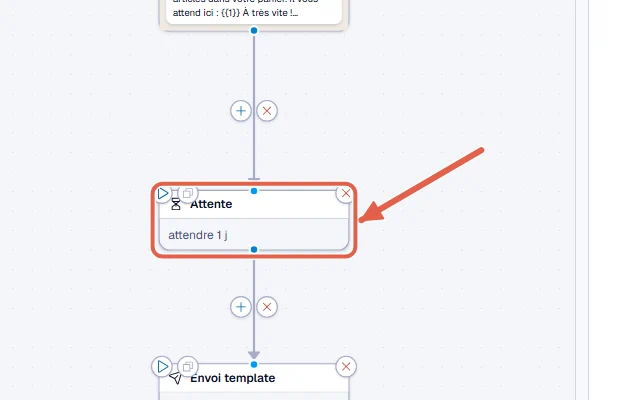 articles dans votre panier. Il vous
attend ici : {{1}} À très vite !...
Attente
attendre 1 j
Envoi template